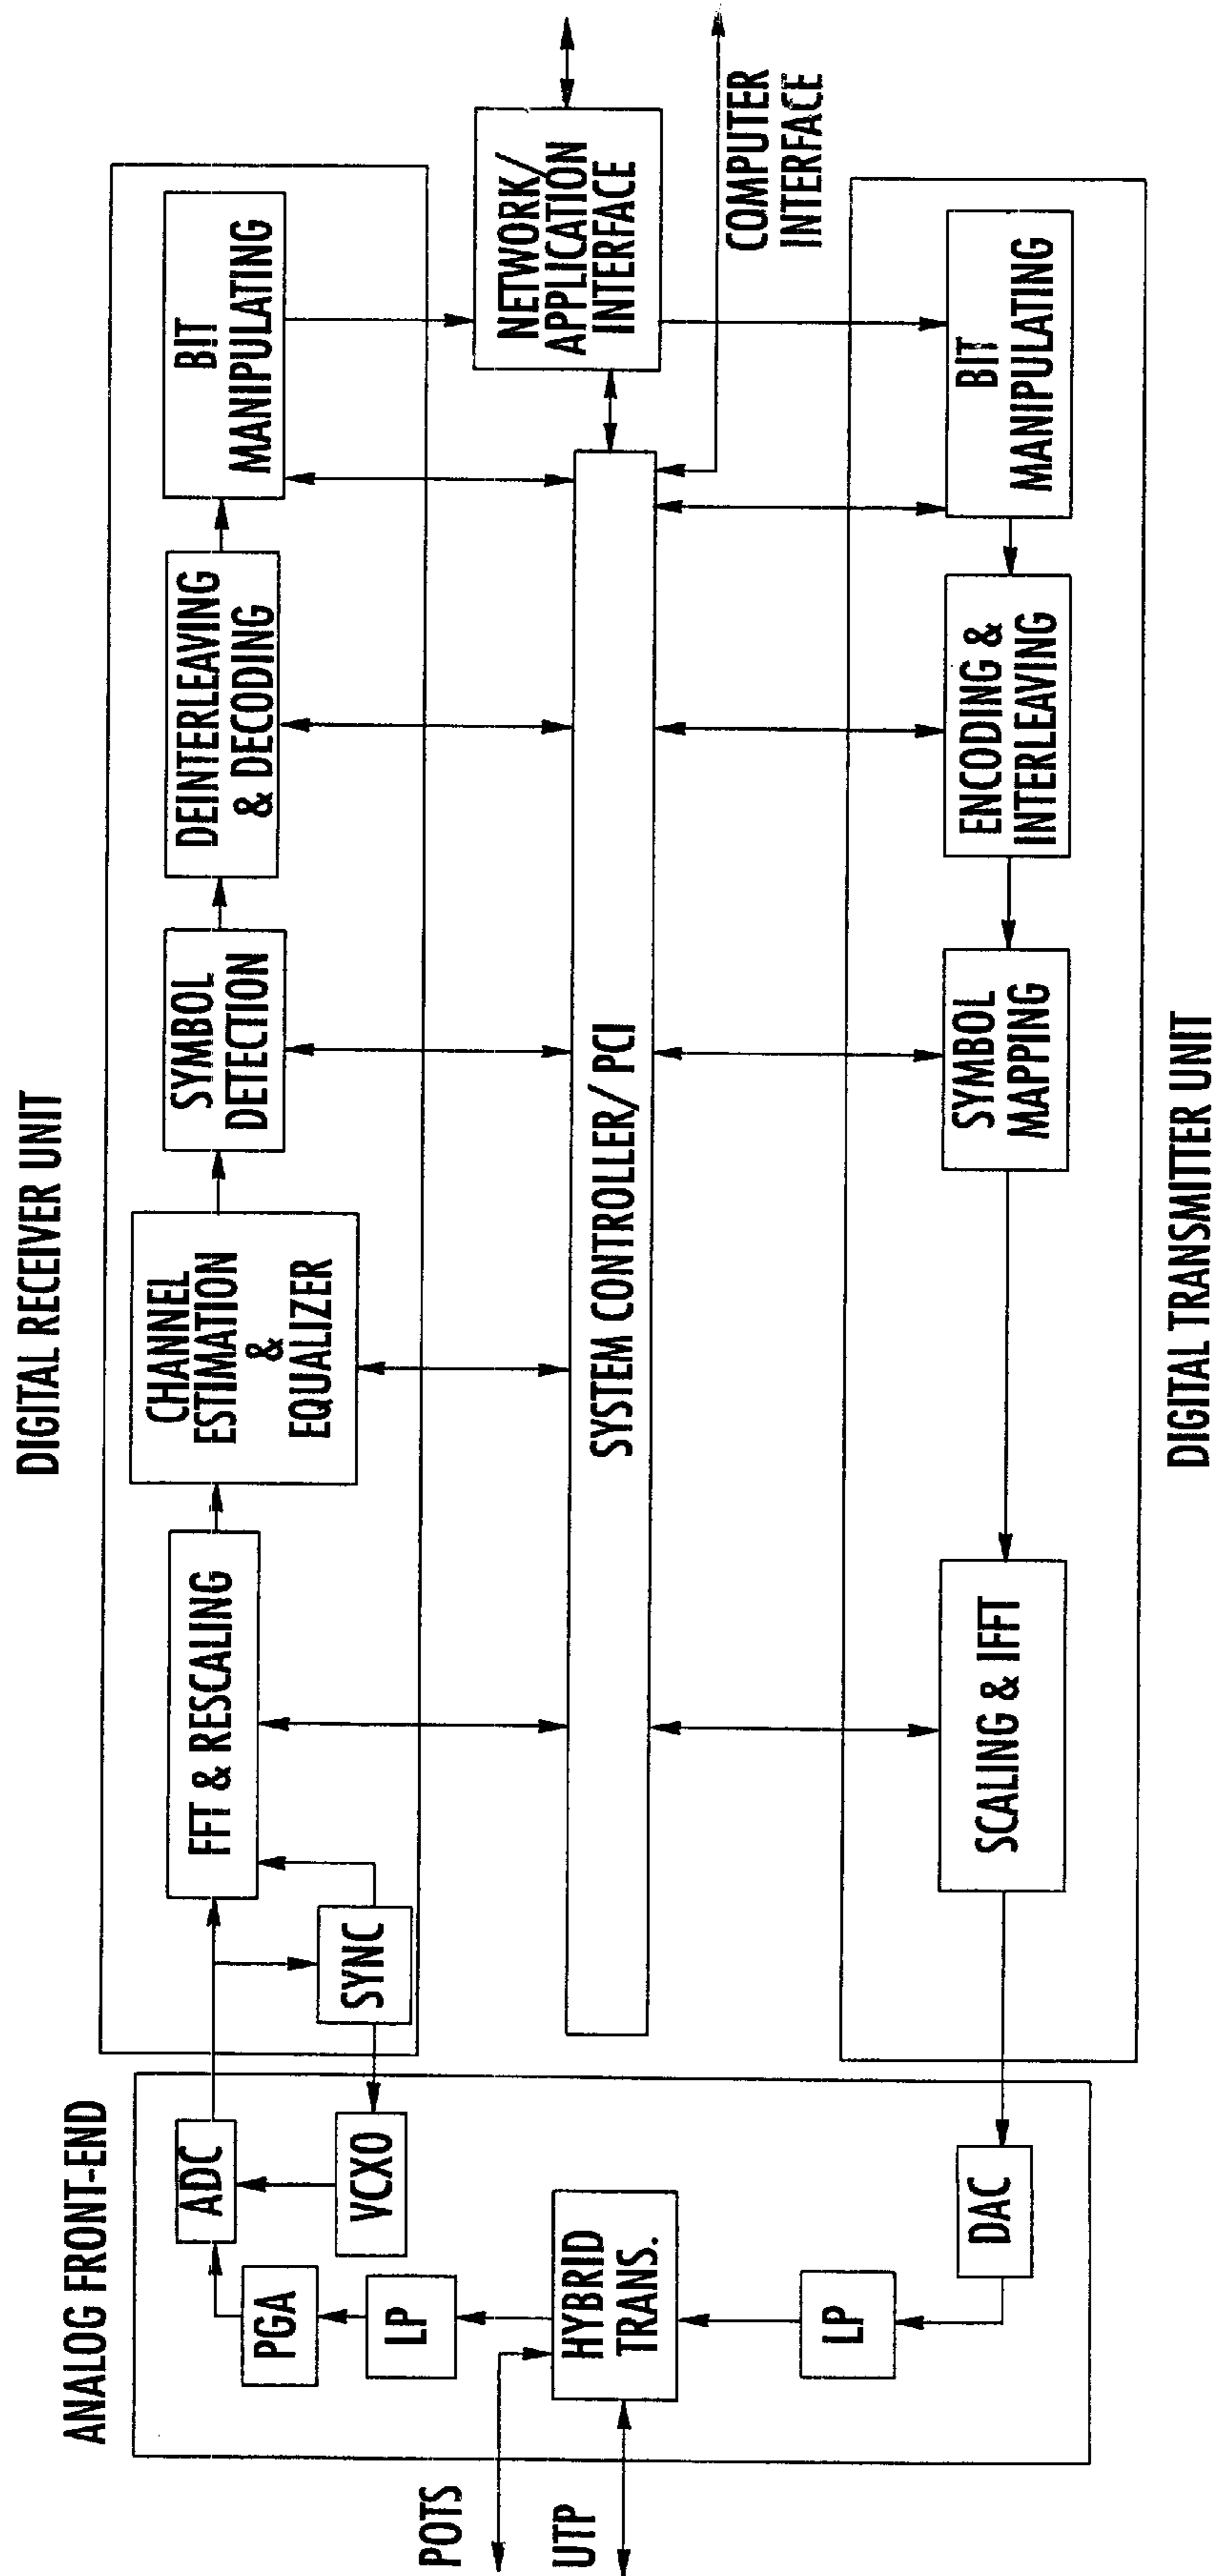 ANALOG FRONT-END
DIGITAL RECEIVER UNIT
ADC
FFT & RESCALING
CHANNEL
ESTIMATION
&
EQUALIZER
SYMBOL
DETECTION
DEINTERLEAVING
& DECODING
BIT
MANIPULATING
PGA
VCXO
SYNC
LP
POTS
UTP
HYBRID
TRANS.
SYSTEM CONTROLLER/ PCI
NETWORK/
APPLICATION
INTERFACE
COMPUTER
INTERFACE
LP
DAC
SCALING & IFFT
SYMBOL
MAPPING
ENCODING &
INTERLEAVING
BIT
MANIPULATING
DIGITAL TRANSMITTER UNIT